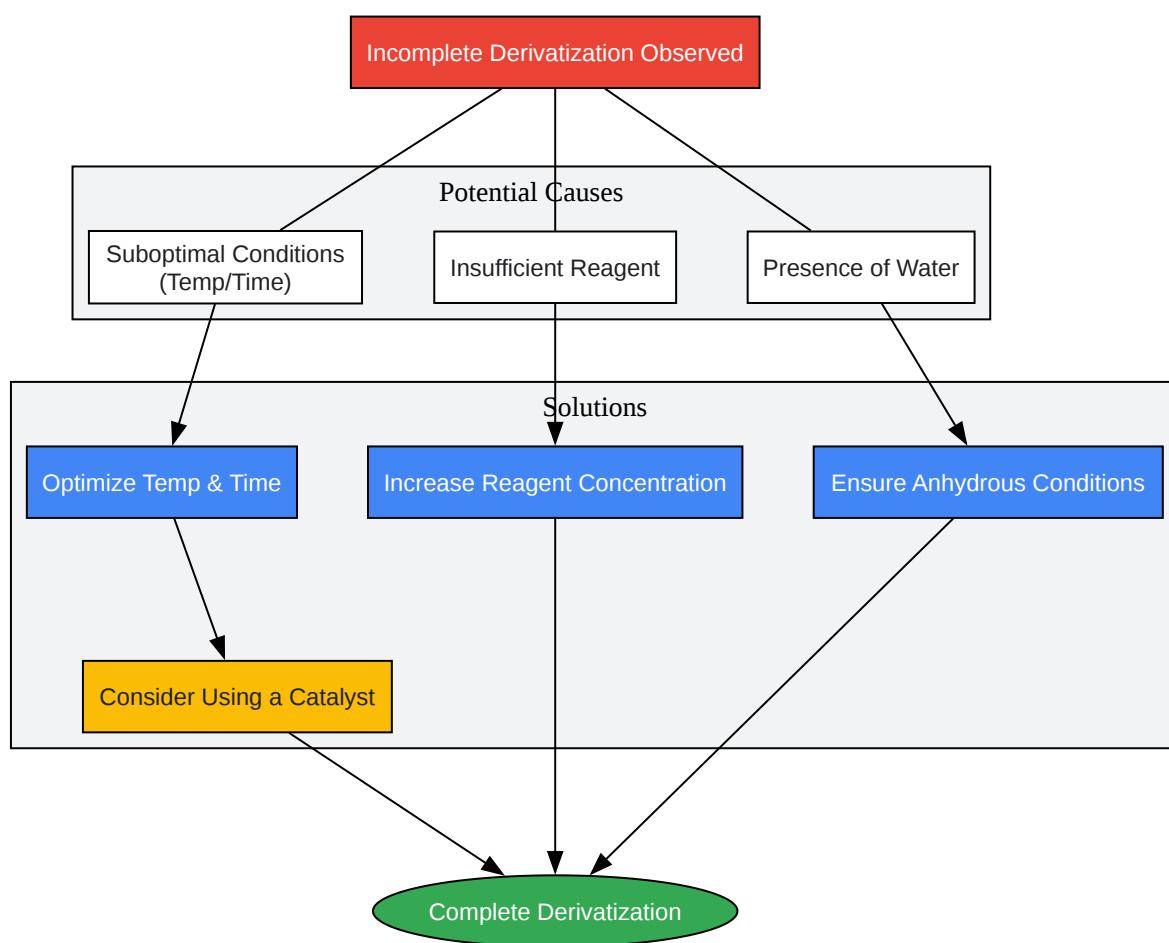 Incomplete Derivatization Observed
Potential Causes
Suboptimal Conditions
(Temp/Time)
Insufficient Reagent
Presence of Water
Solutions
Optimize Temp & Time
Increase Reagent Concentration
Ensure Anhydrous Conditions
Consider Using a Catalyst
Complete Derivatization